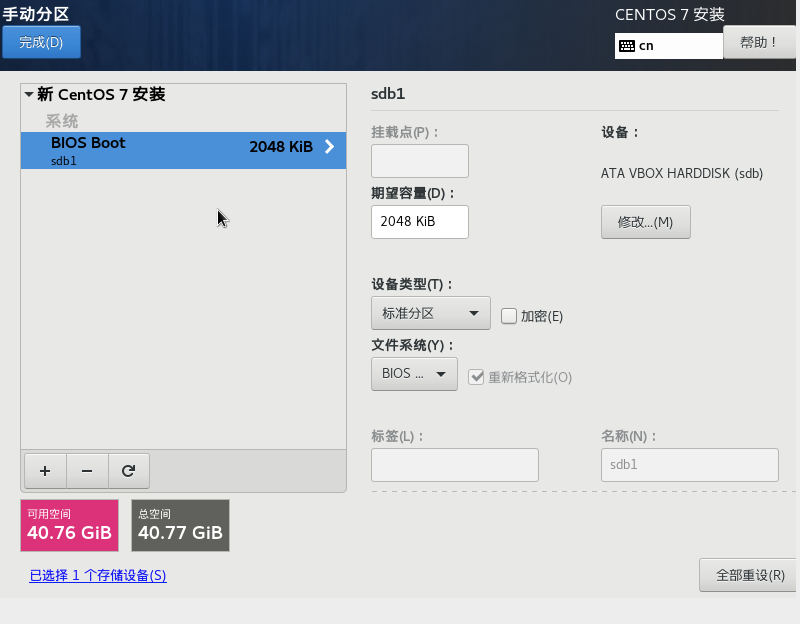 手动分区
CENTOS 7 安装
完成(D)
cn
帮助！
新 CentOS 7 安装
系统
BIOS Boot
2048 KiB
sdb1
sdb1
挂载点(P)：
设备：
ATA VBOX HARDDISK (sdb)
期望容量(D)：
2048 KiB
修改...(M)
设备类型(T)：
标准分区
加密(E)
文件系统(Y)：
BIOS ...
重新格式化(O)
标签(L)：
名称(N)：
sdb1
+
−
可用空间
40.76 GiB
总空间
40.77 GiB
已选择 1 个存储设备(S)
全部重设(R)